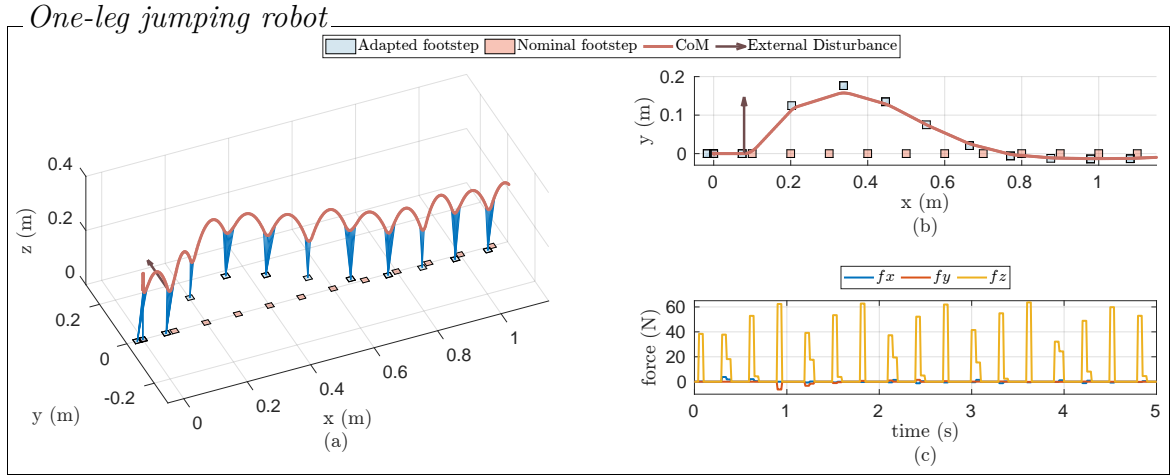 One-leg jumping robot
Adapted footstep Nominal footstep CoM External Disturbance
0.4
0.2
0
z (m)
0.2
0
-0.2
y (m)
0
0.2
0.4
0.6
0.8
1
x (m)
(a)
0.2
0.1
0
y (m)
0 0.2 0.4 0.6 0.8 1
x (m)
(b)
fx fy fz
60
40
20
0
force (N)
0 1 2 3 4 5
time (s)
(c)